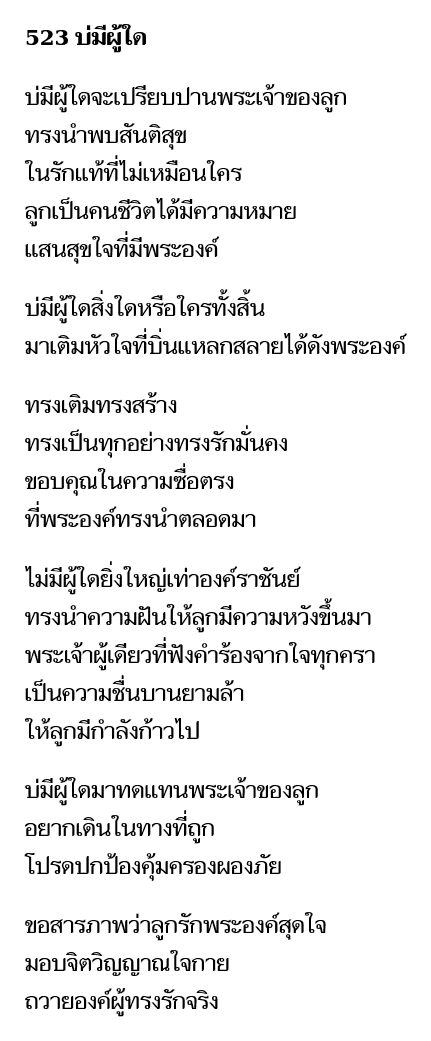 523 บ่มีผู้ใด
บ่มีผู้ใดจะเปรียบปานพระเจ้าของลูก
ทรงนำพบสันติสุข
ในรักแท้ที่ไม่เหมือนใคร
ลูกเป็นคนชีวิตได้มีความหมาย
แสนสุขใจที่มีพระองค์
บ่มีผู้ใดสิ่งใดหรือใครทั้งสิ้น
มาเติมหัวใจที่บิ่นแหลกสลายได้ดังพระองค์
ทรงเติมทรงสร้าง
ทรงเป็นทุกอย่างทรงรักมั่นคง
ขอบคุณในความซื่อตรง
ที่พระองค์ทรงนำตลอดมา
ไม่มีผู้ใดยิ่งใหญ่เท่าองค์ราชันย์
ทรงนำความฝันให้ลูกมีความหวังขึ้นมา
พระเจ้าผู้เดียวที่ฟังคำร้องจากใจทุกครา
เป็นความชื่นบานยามล้า
ให้ลูกมีกำลังก้าวไป
บ่มีผู้ใดมาทดแทนพระเจ้าของลูก
อยากเดินในทางที่ถูก
โปรดปกป้องคุ้มครองผองภัย
ขอสารภาพว่าลูกรักพระองค์สุดใจ
มอบจิตวิญญาณใจกาย
ถวายองค์ผู้ทรงรักจริง